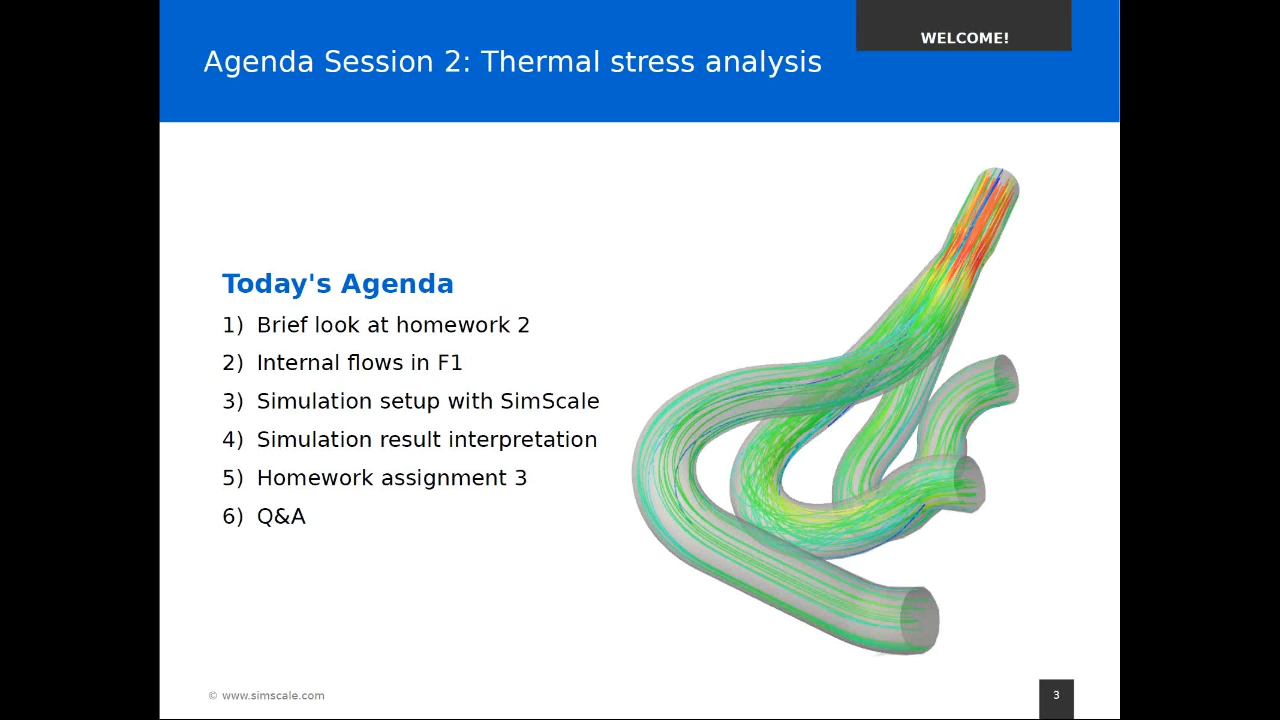 WELCOME!
Agenda Session 2: Thermal stress analysis
Today's Agenda
1) Brief look at homework 2
2) Internal flows in F1
3) Simulation setup with SimScale
4) Simulation result interpretation
5) Homework assignment 3
6) Q&A
© www.simscale.com
3